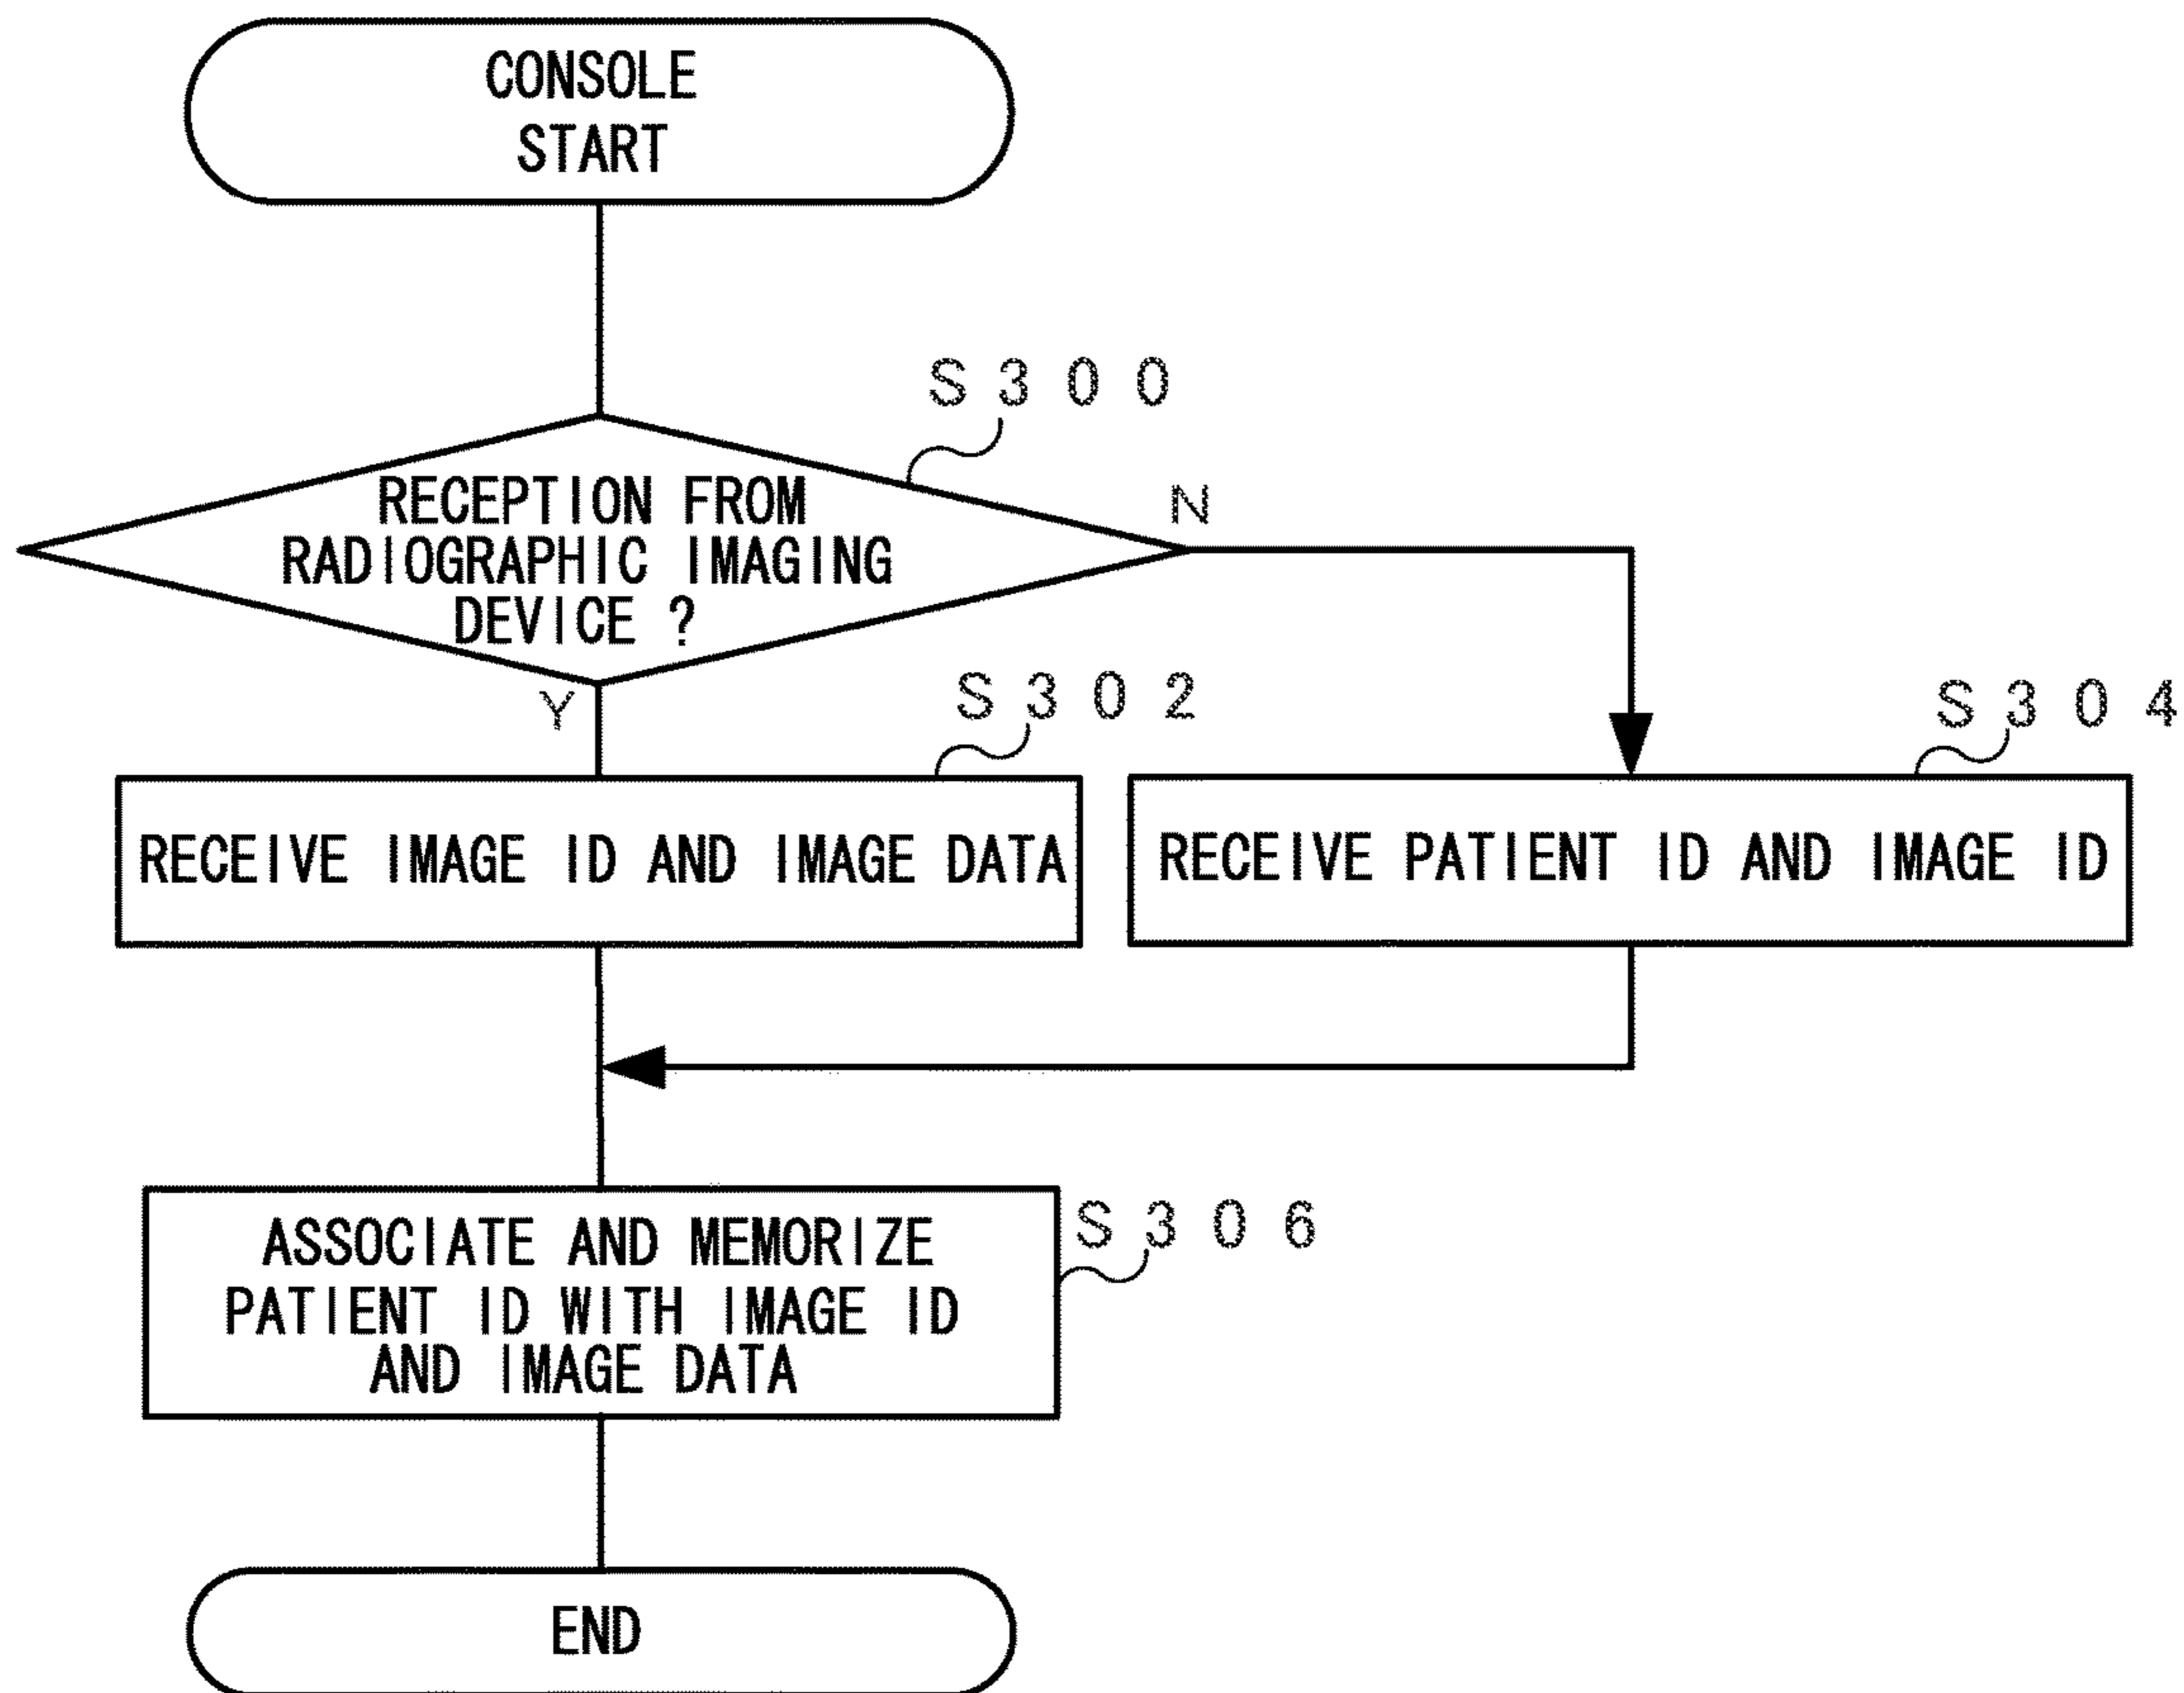 CONSOLE
START
S300
RECEPTION FROM
RADIOGRAPHIC IMAGING
DEVICE ?
N
Y
S302
S304
RECEIVE IMAGE ID AND IMAGE DATA
RECEIVE PATIENT ID AND IMAGE ID
ASSOCIATE AND MEMORIZE
PATIENT ID WITH IMAGE ID
AND IMAGE DATA
S306
END